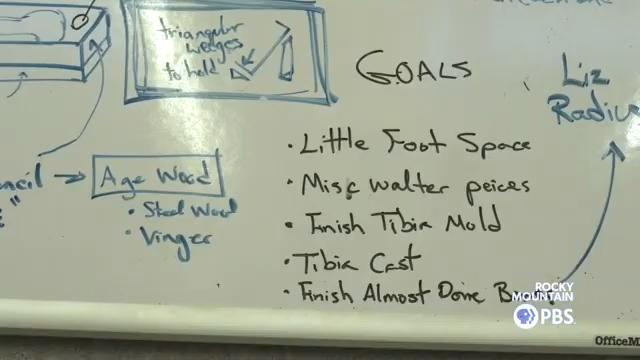 triangular
wedges
to hold
GOALS
Liz
Radius
• Little Foot Space
• Misc walter peices
• Finish Tibia Mold
• Tibia Cast
• Finish Almost Done
Age Wood
• Steel Wool
• Vinger
ROCKY
MOUNTAIN
PBS.
OfficeM